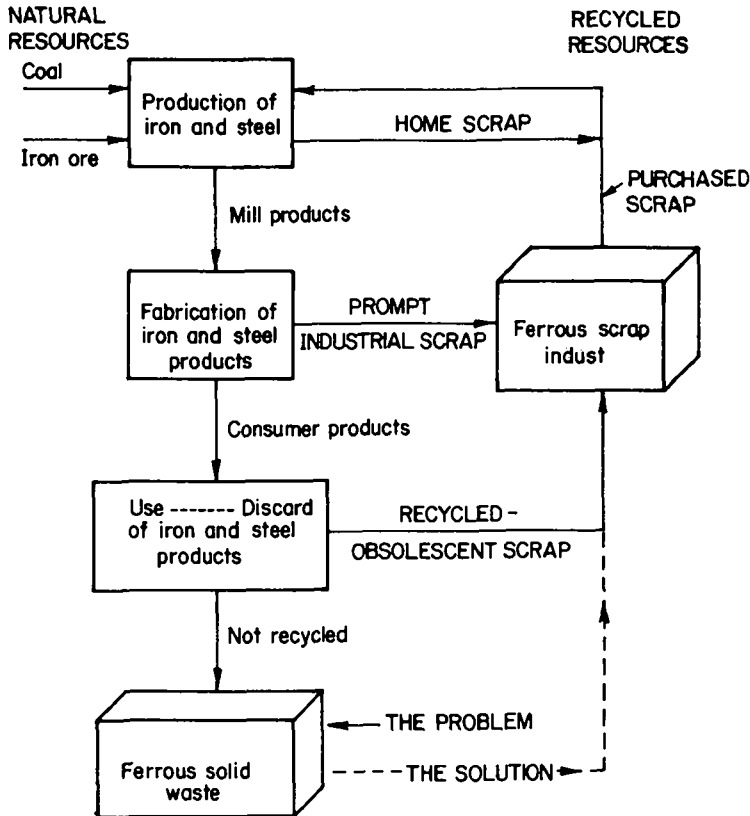 NATURAL
RESOURCES
RECYCLED
RESOURCES
Coal
Iron ore
Production of
iron and steel
HOME SCRAP
PURCHASED
SCRAP
Mill products
Fabrication of
iron and steel
products
PROMPT
INDUSTRIAL SCRAP
Ferrous scrap
indust
Consumer products
Use ------- Discard
of iron and steel
products
RECYCLED -
OBSOLESCENT SCRAP
Not recycled
Ferrous solid
waste
THE PROBLEM
THE SOLUTION